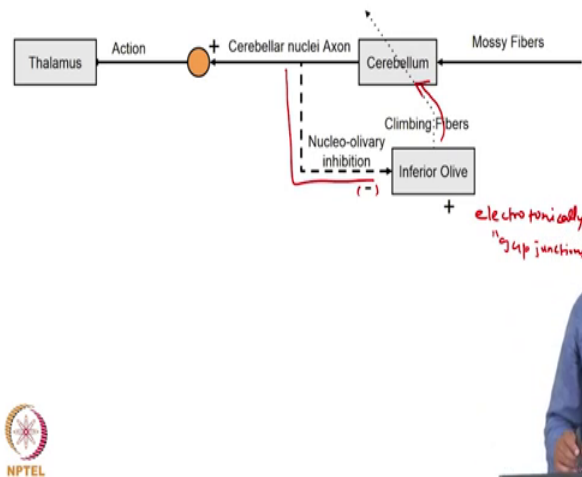 +
Cerebellar nuclei Axon
Mossy Fibers
Action
Thalamus
Cerebellum
Climbing Fibers
Nucleo-olivary
inhibition
Inferior Olive
(-)
+
electrotonically
"gap junction
NPTEL